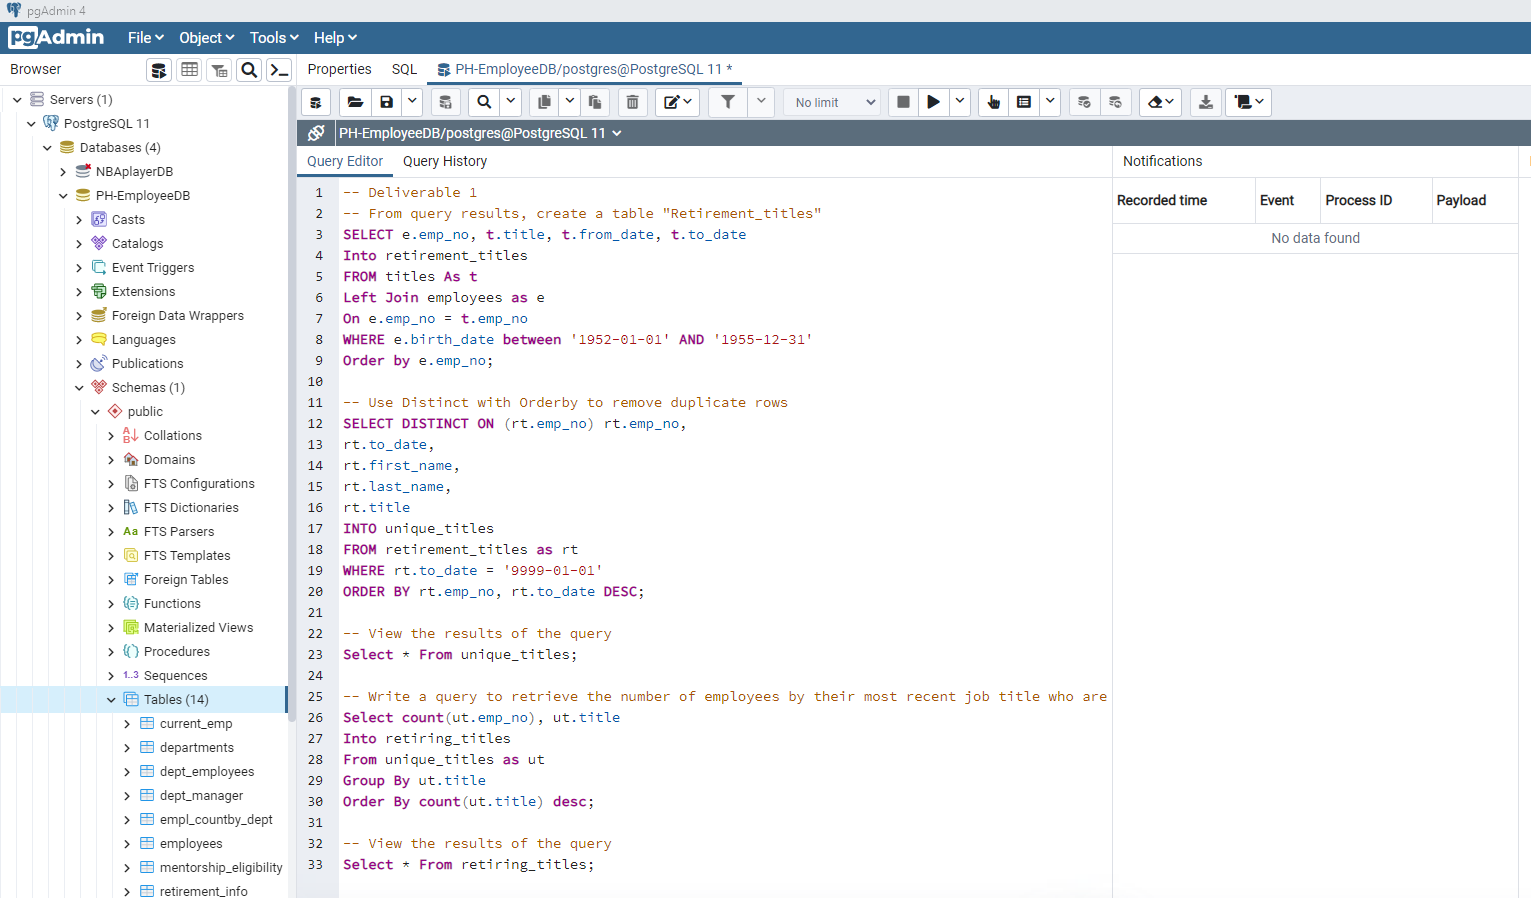 pgAdmin 4
pgAdmin File Object Tools Help
Browser
Properties SQL PH-EmployeeDB/postgres@PostgreSQL 11 *
No limit
PH-EmployeeDB/postgres@PostgreSQL 11
Servers (1)
PostgreSQL 11
Databases (4)
NBAplayerDB
PH-EmployeeDB
Casts
Catalogs
Event Triggers
Extensions
Foreign Data Wrappers
Languages
Publications
Schemas (1)
public
Collations
Domains
FTS Configurations
FTS Dictionaries
Aa FTS Parsers
FTS Templates
Foreign Tables
Functions
Materialized Views
Procedures
1..3 Sequences
Tables (14)
current_emp
departments
dept_employees
dept_manager
empl_countby_dept
employees
mentorship_eligibility
retirement_info
Query Editor Query History
1 -- Deliverable 1
2 -- From query results, create a table "Retirement_titles"
3 SELECT e.emp_no, t.title, t.from_date, t.to_date
4 Into retirement_titles
5 FROM titles As t
6 Left Join employees as e
7 On e.emp_no = t.emp_no
8 WHERE e.birth_date between '1952-01-01' AND '1955-12-31'
9 Order by e.emp_no;
10
11 -- Use Distinct with Orderby to remove duplicate rows
12 SELECT DISTINCT ON (rt.emp_no) rt.emp_no,
13 rt.to_date,
14 rt.first_name,
15 rt.last_name,
16 rt.title
17 INTO unique_titles
18 FROM retirement_titles as rt
19 WHERE rt.to_date = '9999-01-01'
20 ORDER BY rt.emp_no, rt.to_date DESC;
21
22 -- View the results of the query
23 Select * From unique_titles;
24
25 -- Write a query to retrieve the number of employees by their most recent job title who are
26 Select count(ut.emp_no), ut.title
27 Into retiring_titles
28 From unique_titles as ut
29 Group By ut.title
30 Order By count(ut.title) desc;
31
32 -- View the results of the query
33 Select * From retiring_titles;
Notifications
Recorded time Event Process ID Payload
No data found